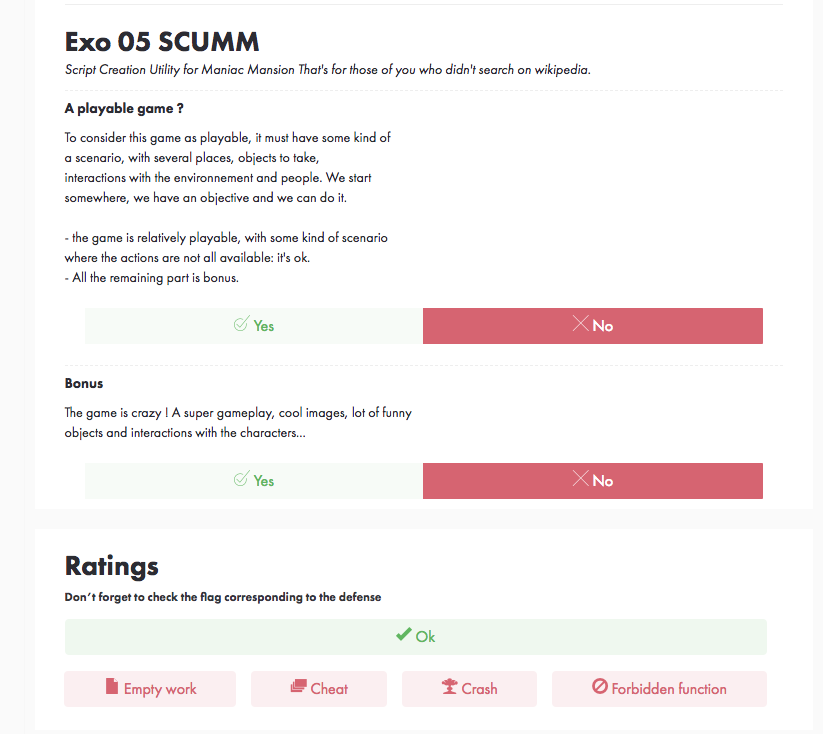 Exo 05 SCUMM
Script Creation Utility for Maniac Mansion That's for those of you who didn't search on wikipedia.
A playable game ?
To consider this game as playable, it must have some kind of
a scenario, with several places, objects to take,
interactions with the environnement and people. We start
somewhere, we have an objective and we can do it.
- the game is relatively playable, with some kind of scenario
where the actions are not all available: it's ok.
- All the remaining part is bonus.
Yes No
Bonus
The game is crazy ! A super gameplay, cool images, lot of funny
objects and interactions with the characters...
Yes No
Ratings
Don't forget to check the flag corresponding to the defense
Ok
Empty work Cheat Crash Forbidden function